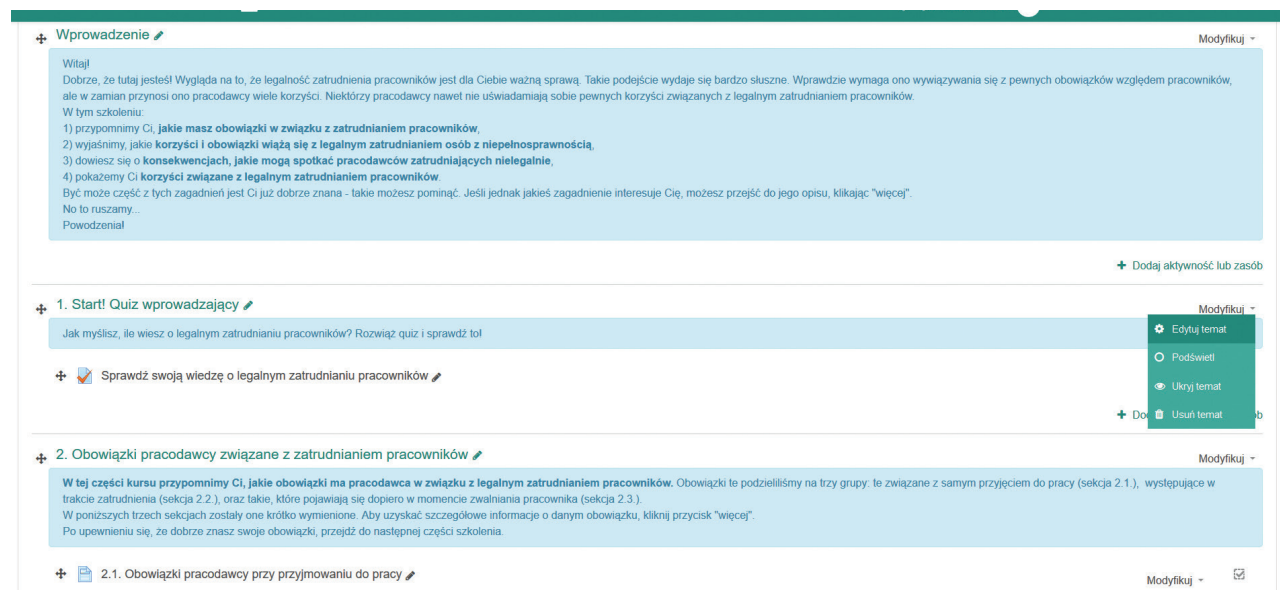 Wprowadzenie
Modyfikuj
Witaj!
Dobrze, że tutaj jesteś! Wygląda na to, że legalność zatrudnienia pracowników jest dla Ciebie ważną sprawą. Takie podejście wydaje się bardzo słuszne. Wprawdzie wymaga ono wywiązywania się z pewnych obowiązków względem pracowników,
ale w zamian przynosi ono pracodawcy wiele korzyści. Niektórzy pracodawcy nawet nie uświadamiają sobie pewnych korzyści związanych z legalnym zatrudnianiem pracowników.
W tym szkoleniu:
1) przypomnimy Ci, jakie masz obowiązki w związku z zatrudnianiem pracowników,
2) wyjaśnimy, jakie korzyści i obowiązki wiążą się z legalnym zatrudnianiem osób z niepełnosprawnością,
3) dowiesz się o konsekwencjach, jakie mogą spotkać pracodawców zatrudniających nielegalnie,
4) pokażemy Ci korzyści związane z legalnym zatrudnianiem pracowników.
Być może część z tych zagadnień jest Ci już dobrze znana - takie możesz pominąć. Jeśli jednak jakieś zagadnienie interesuje Cię, możesz przejść do jego opisu, klikając "więcej".
No to ruszamy...
Powodzenia!
Dodaj aktywność lub zasób
1. Start! Quiz wprowadzający
Modyfikuj
Jak myślisz, ile wiesz o legalnym zatrudnianiu pracowników? Rozwiąż quiz i sprawdź to!
Edytuj temat
Podświetl
Sprawdź swoją wiedzę o legalnym zatrudnianiu pracowników
Ukryj temat
Usuń temat
2. Obowiązki pracodawcy związane z zatrudnianiem pracowników
Modyfikuj
W tej części kursu przypomnimy Ci, jakie obowiązki ma pracodawca w związku z legalnym zatrudnianiem pracowników. Obowiązki te podzieliliśmy na trzy grupy: te związane z samym przyjęciem do pracy (sekcja 2.1.), występujące w
trakcie zatrudnienia (sekcja 2.2.), oraz takie, które pojawiają się dopiero w momencie zwalniania pracownika (sekcja 2.3.).
W poniższych trzech sekcjach zostały one krótko wymienione. Aby uzyskać szczegółowe informacje o danym obowiązku, kliknij przycisk "więcej".
Po upewnieniu się, że dobrze znasz swoje obowiązki, przejdź do następnej części szkolenia.
2.1. Obowiązki pracodawcy przy przyjmowaniu do pracy
Modyfikuj